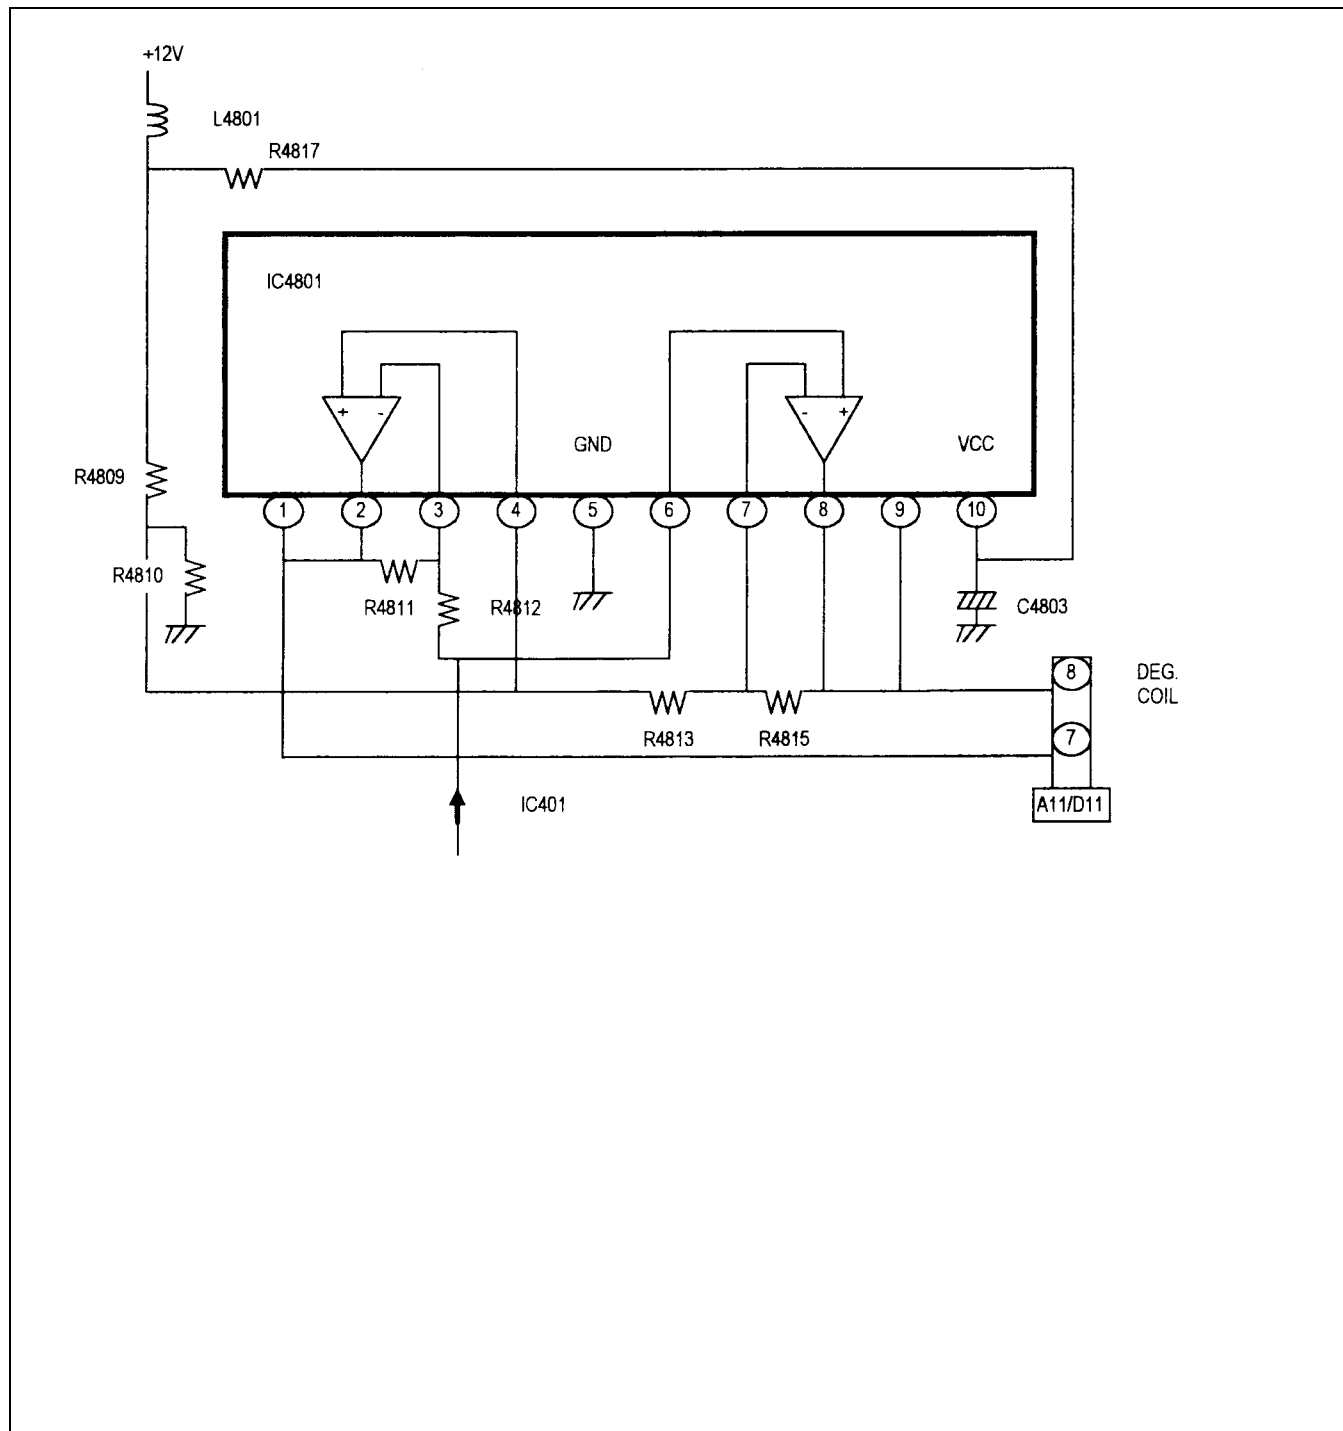 +12V
L4801
R4817
IC4801
+ -
- +
GND
VCC
R4809
1 2 3 4 5 6 7 8 9 10
R4810
R4811
R4812
C4803
8
DEG.
COIL
R4813
R4815
7
IC401
A11/D11